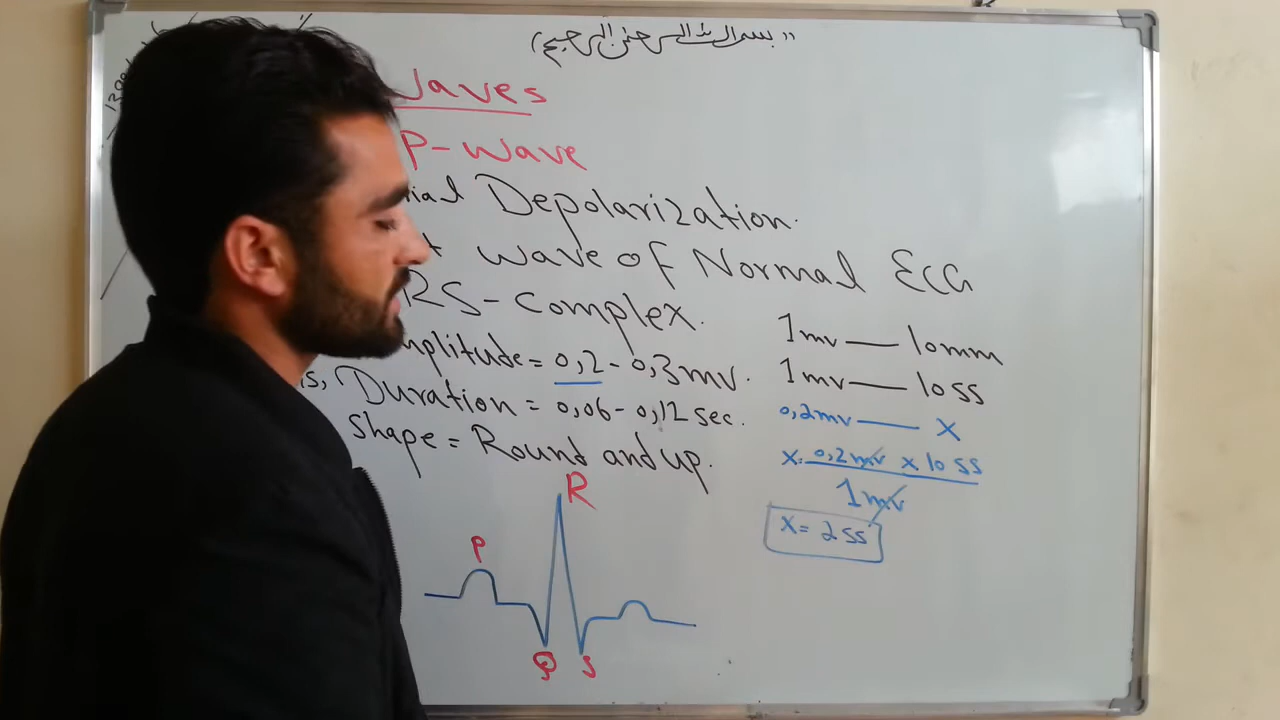 "بسم الله الرحمن الرحيم"
Waves
P-Wave
Depolarization.
Wave of Normal ECG
RS-Complex.
mplitude= 0,2-0,3mv.
Duration = 0,06-0,12 sec.
Shape = Round and up.
1mv — 10mm
1mv — 10ss
0,2mv — X
X= 0,2mv x 10 ss
1mv
X= 2ss
R
P
Q
S